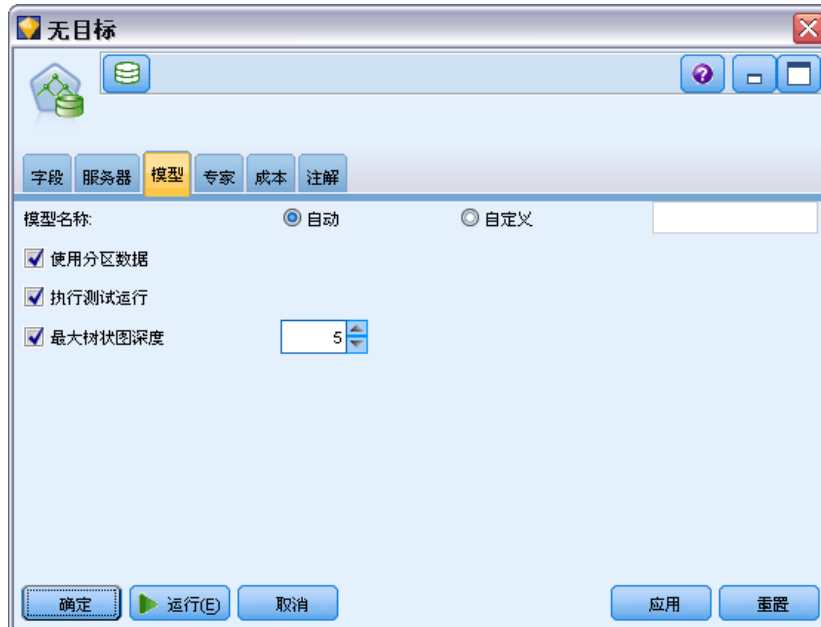 无目标
字段 服务器 模型 专家 成本 注解
模型名称: 自动 自定义
使用分区数据
执行测试运行
最大树状图深度 5
确定 运行(E) 取消 应用 重置